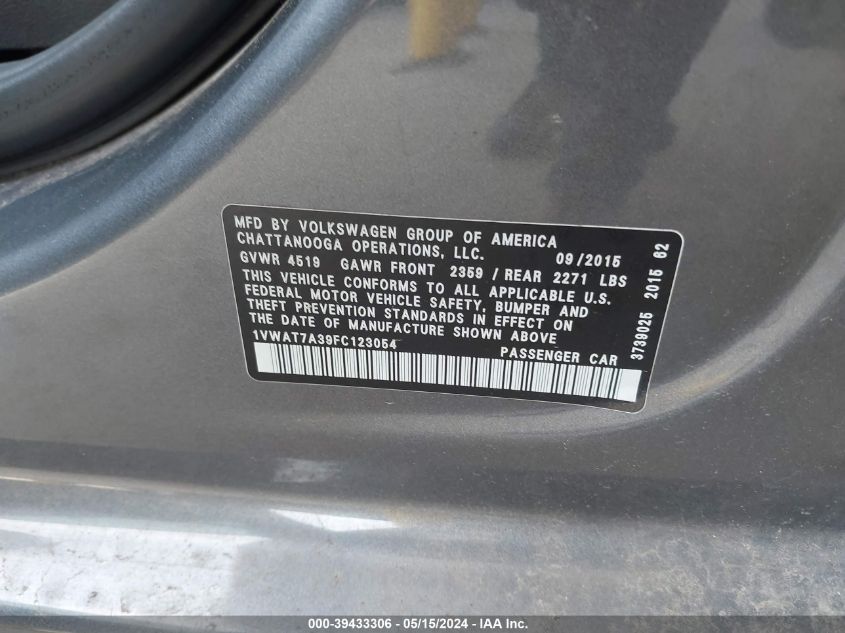 MFD BY VOLKSWAGEN GROUP OF AMERICA
CHATTANOOGA OPERATIONS, LLC. 09/2015
GVWR 4519 GAWR FRONT 2359 / REAR 2271 LBS
THIS VEHICLE CONFORMS TO ALL APPLICABLE U.S.
FEDERAL MOTOR VEHICLE SAFETY, BUMPER AND
THEFT PREVENTION STANDARDS IN EFFECT ON
THE DATE OF MANUFACTURE SHOWN ABOVE
1VWAT7A39FC123054 PASSENGER CAR
3739025 2015 62
000-39433306 - 05/15/2024 - IAA Inc.